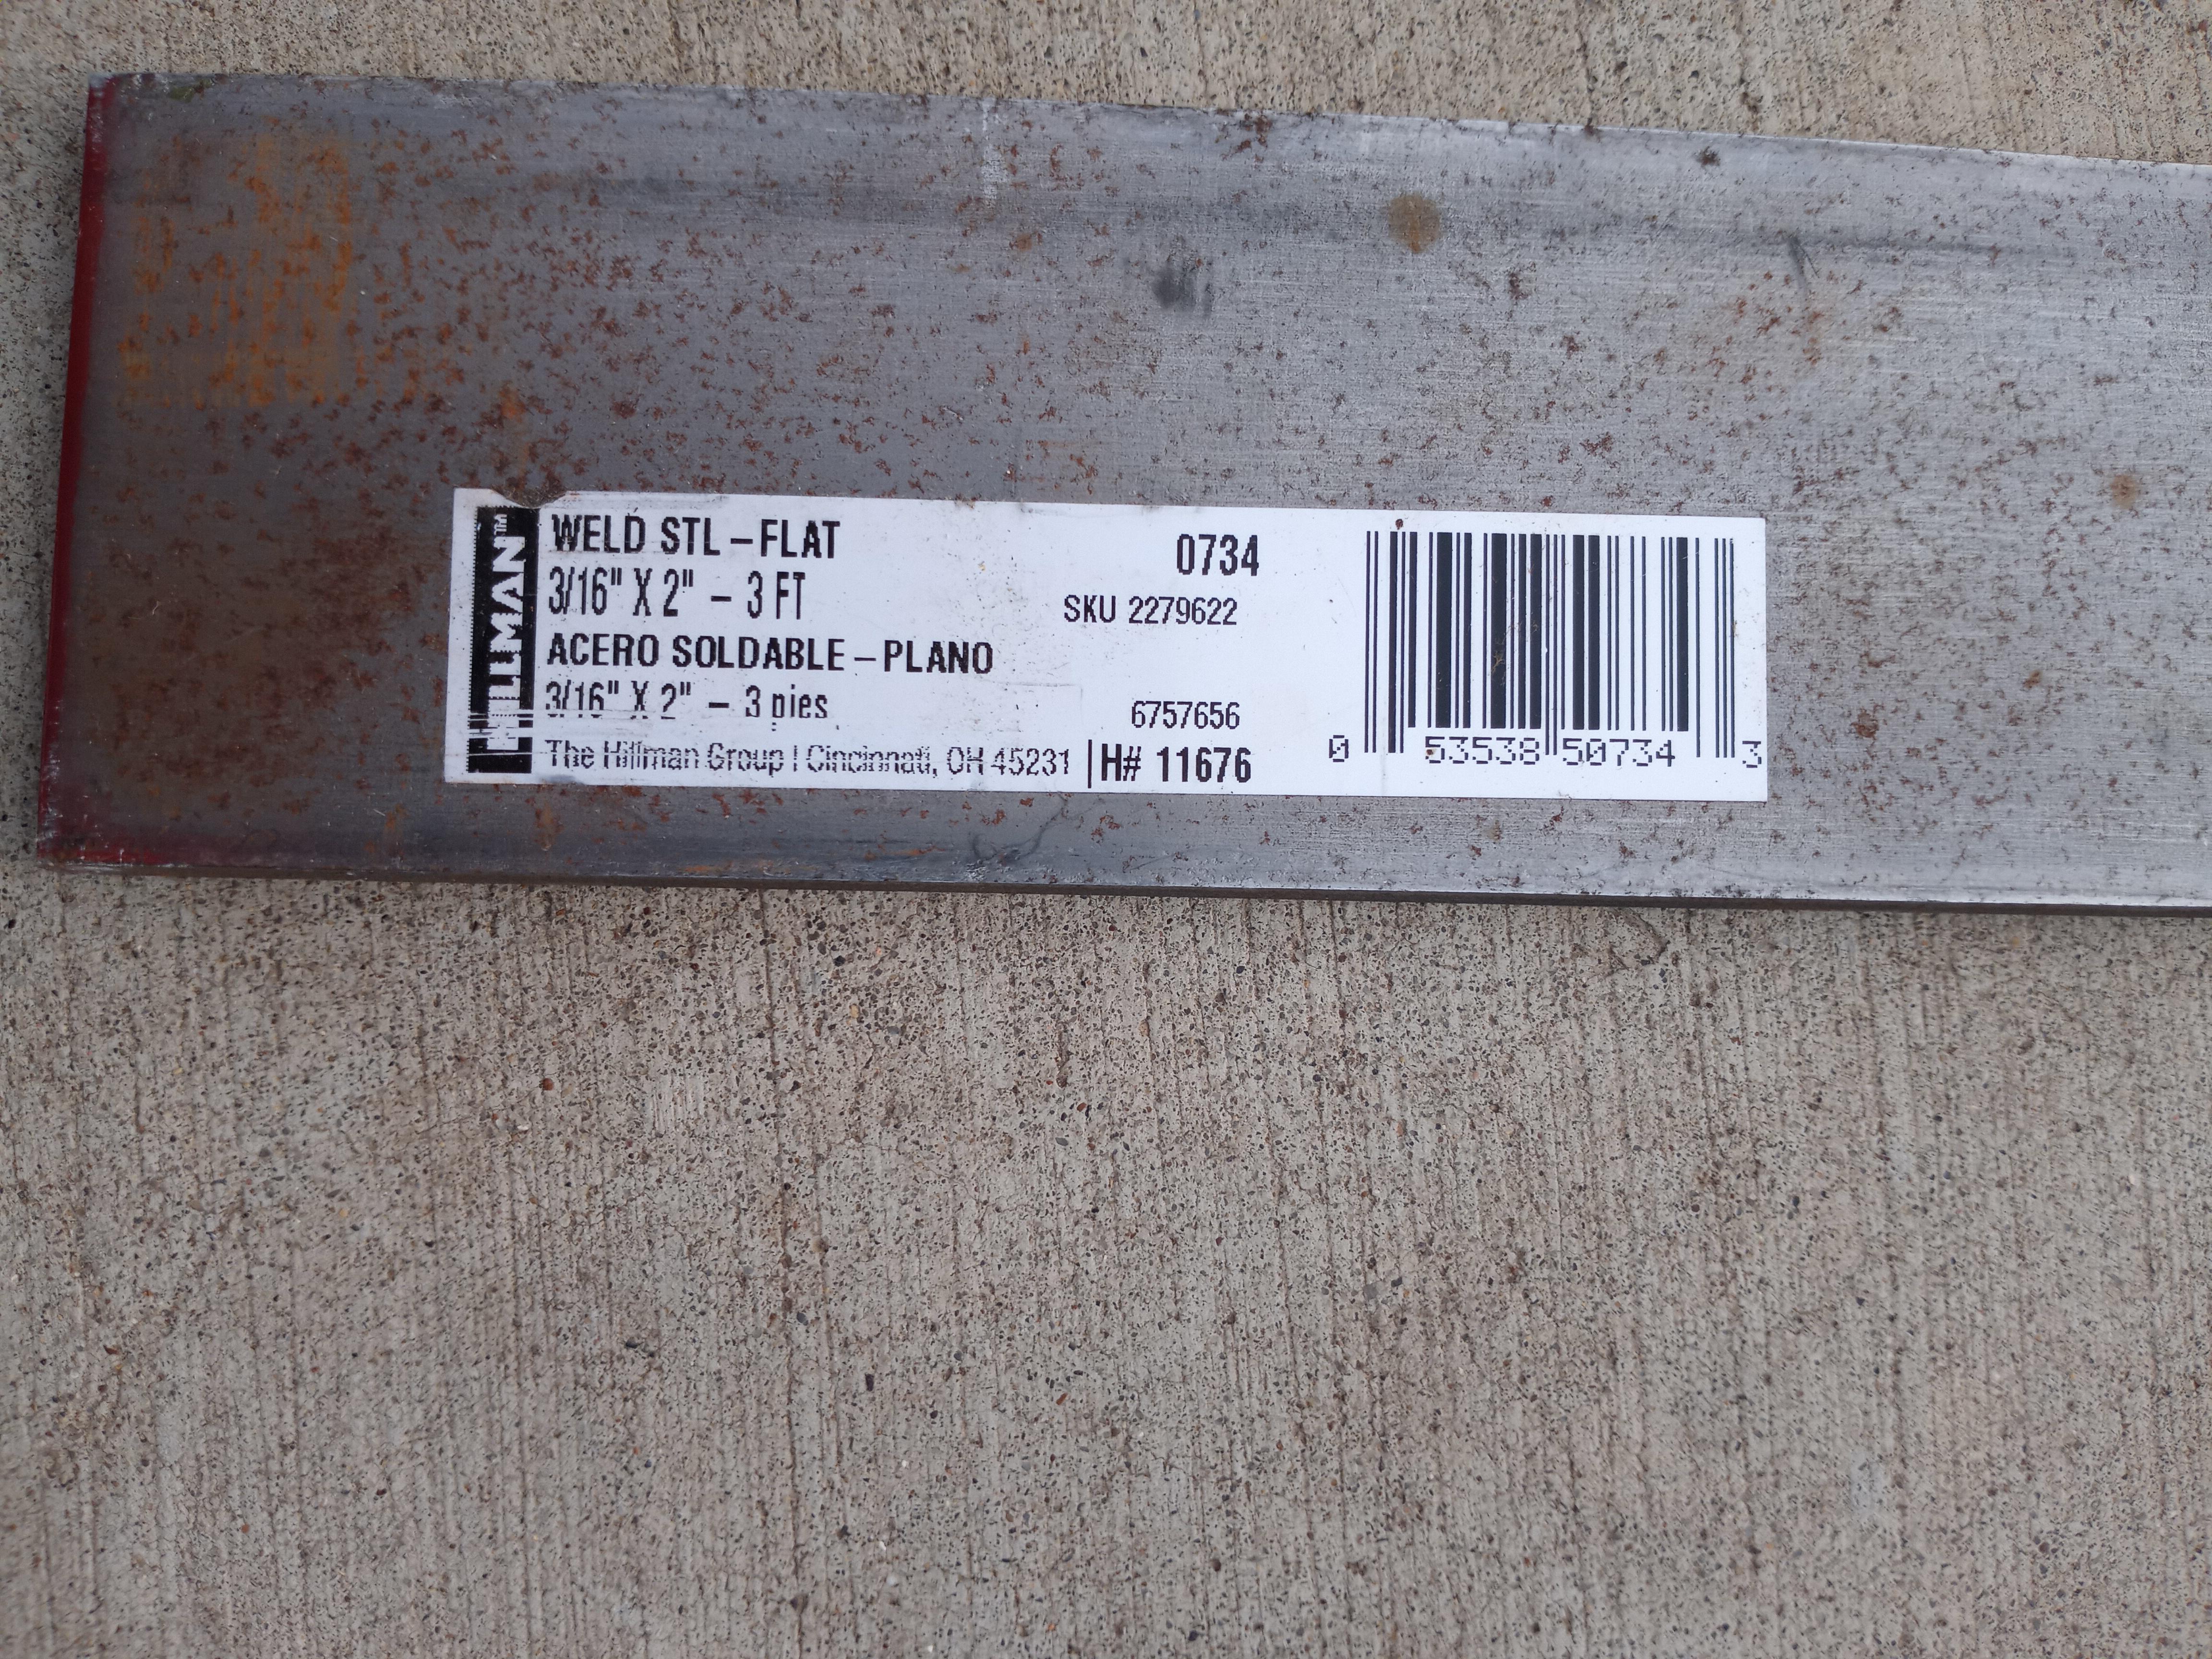 HILLMAN™
WELD STL – FLAT
3/16" X 2" – 3 FT
ACERO SOLDABLE – PLANO
3/16" X 2" – 3 pies
The Hillman Group | Cincinnati, OH 45231
0734
SKU 2279622
6757656
H# 11676
0 53538 50734 3